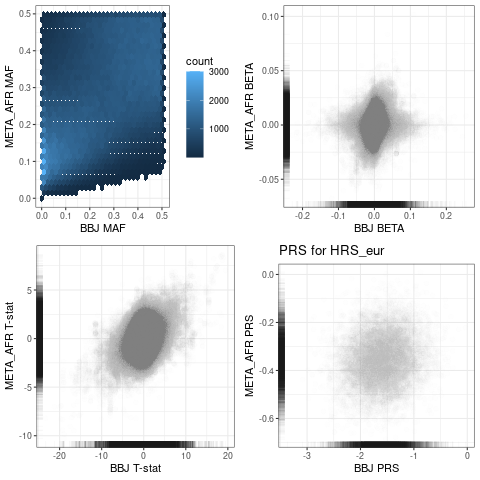 META_AFR MAF
0.5
0.4
0.3
0.2
0.1
0.0
0.0 0.1 0.2 0.3 0.4 0.5
BBJ MAF
count
3000
2000
1000
META_AFR BETA
0.10
0.05
0.00
-0.05
-0.2 -0.1 0.0 0.1 0.2
BBJ BETA
META_AFR T-stat
5
0
-5
-10
-20 -10 0 10 20
BBJ T-stat
PRS for HRS_eur
META_AFR PRS
0.0
-0.2
-0.4
-0.6
-3 -2 -1 0
BBJ PRS